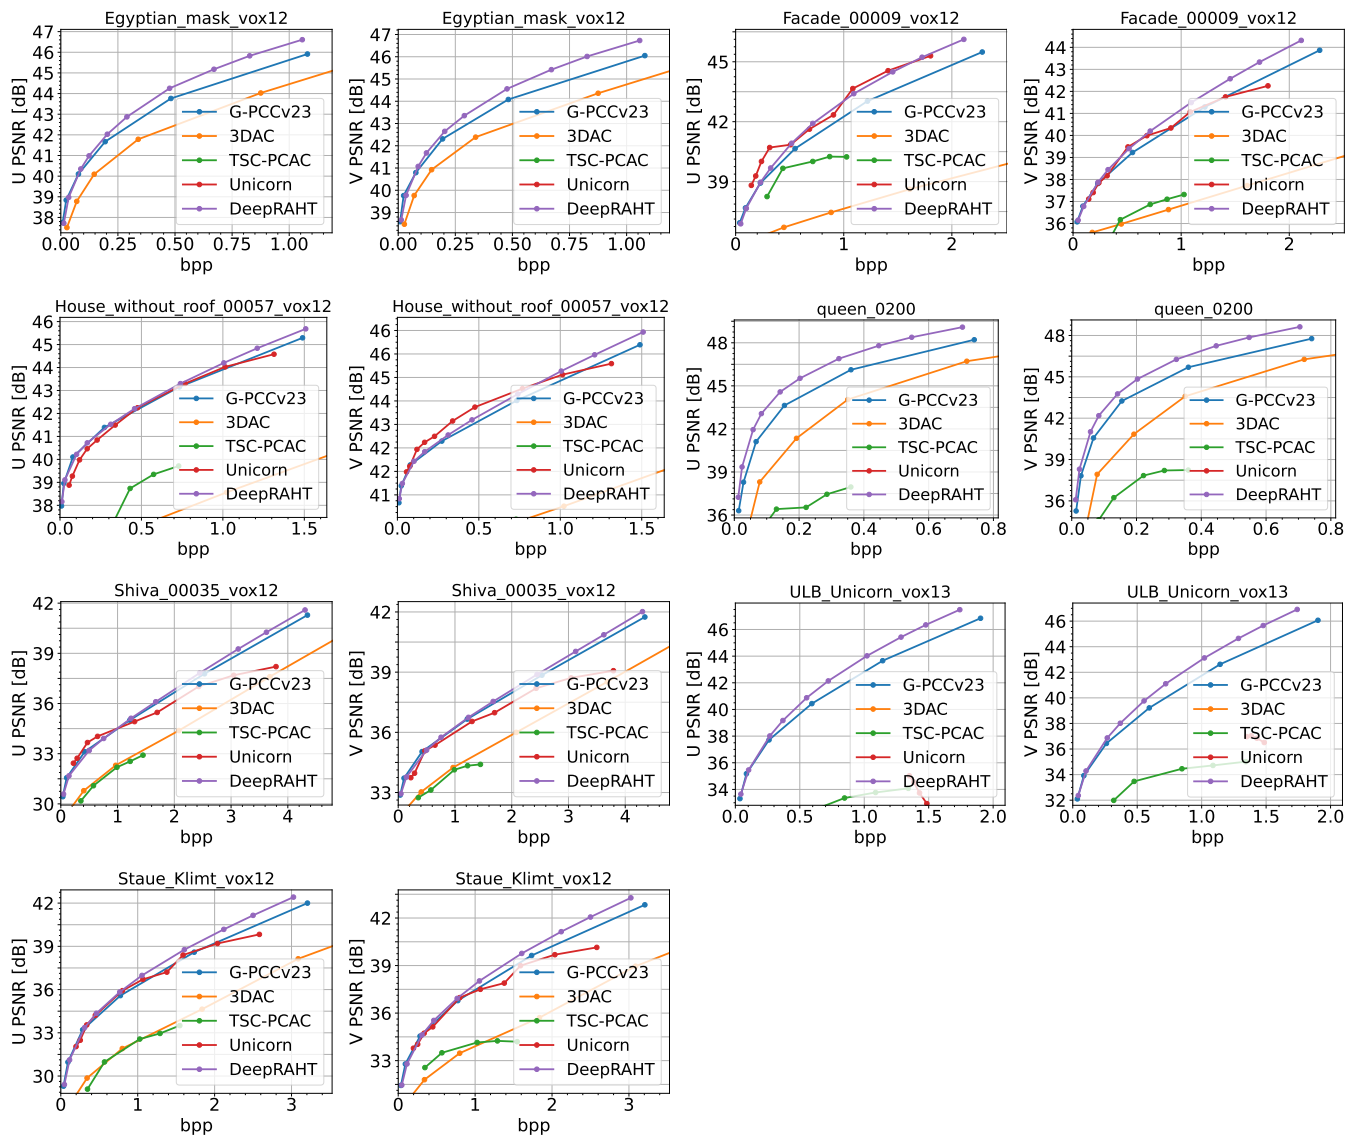 Egyptian_mask_vox12
U PSNR [dB]
47
46
45
44
43
42
41
40
39
38
G-PCCv23
3DAC
TSC-PCAC
Unicorn
DeepRAHT
0.00 0.25 0.50 0.75 1.00
bpp
Egyptian_mask_vox12
V PSNR [dB]
47
46
45
44
43
42
41
40
39
G-PCCv23
3DAC
TSC-PCAC
Unicorn
DeepRAHT
0.00 0.25 0.50 0.75 1.00
bpp
Facade_00009_vox12
U PSNR [dB]
45
42
39
G-PCCv23
3DAC
TSC-PCAC
Unicorn
DeepRAHT
0 1 2
bpp
Facade_00009_vox12
V PSNR [dB]
44
43
42
41
40
39
38
37
36
G-PCCv23
3DAC
TSC-PCAC
Unicorn
DeepRAHT
0 1 2
bpp
House_without_roof_00057_vox12
U PSNR [dB]
46
45
44
43
42
41
40
39
38
G-PCCv23
3DAC
TSC-PCAC
Unicorn
DeepRAHT
0.0 0.5 1.0 1.5
bpp
House_without_roof_00057_vox12
V PSNR [dB]
46
46
45
44
43
42
42
41
G-PCCv23
3DAC
TSC-PCAC
Unicorn
DeepRAHT
0.0 0.5 1.0 1.5
bpp
queen_0200
U PSNR [dB]
48
45
42
39
36
G-PCCv23
3DAC
TSC-PCAC
Unicorn
DeepRAHT
0.0 0.2 0.4 0.6 0.8
bpp
queen_0200
V PSNR [dB]
48
45
42
39
36
G-PCCv23
3DAC
TSC-PCAC
Unicorn
DeepRAHT
0.0 0.2 0.4 0.6 0.8
bpp
Shiva_00035_vox12
U PSNR [dB]
42
39
36
33
30
G-PCCv23
3DAC
TSC-PCAC
Unicorn
DeepRAHT
0 1 2 3 4
bpp
Shiva_00035_vox12
V PSNR [dB]
42
39
36
33
G-PCCv23
3DAC
TSC-PCAC
Unicorn
DeepRAHT
0 1 2 3 4
bpp
ULB_Unicorn_vox13
U PSNR [dB]
46
44
42
40
38
36
34
G-PCCv23
3DAC
TSC-PCAC
Unicorn
DeepRAHT
0.0 0.5 1.0 1.5 2.0
bpp
ULB_Unicorn_vox13
V PSNR [dB]
46
44
42
40
38
36
34
32
G-PCCv23
3DAC
TSC-PCAC
Unicorn
DeepRAHT
0.0 0.5 1.0 1.5 2.0
bpp
Staue_Klimt_vox12
U PSNR [dB]
42
39
36
33
30
G-PCCv23
3DAC
TSC-PCAC
Unicorn
DeepRAHT
0 1 2 3
bpp
Staue_Klimt_vox12
V PSNR [dB]
42
39
36
33
G-PCCv23
3DAC
TSC-PCAC
Unicorn
DeepRAHT
0 1 2 3
bpp